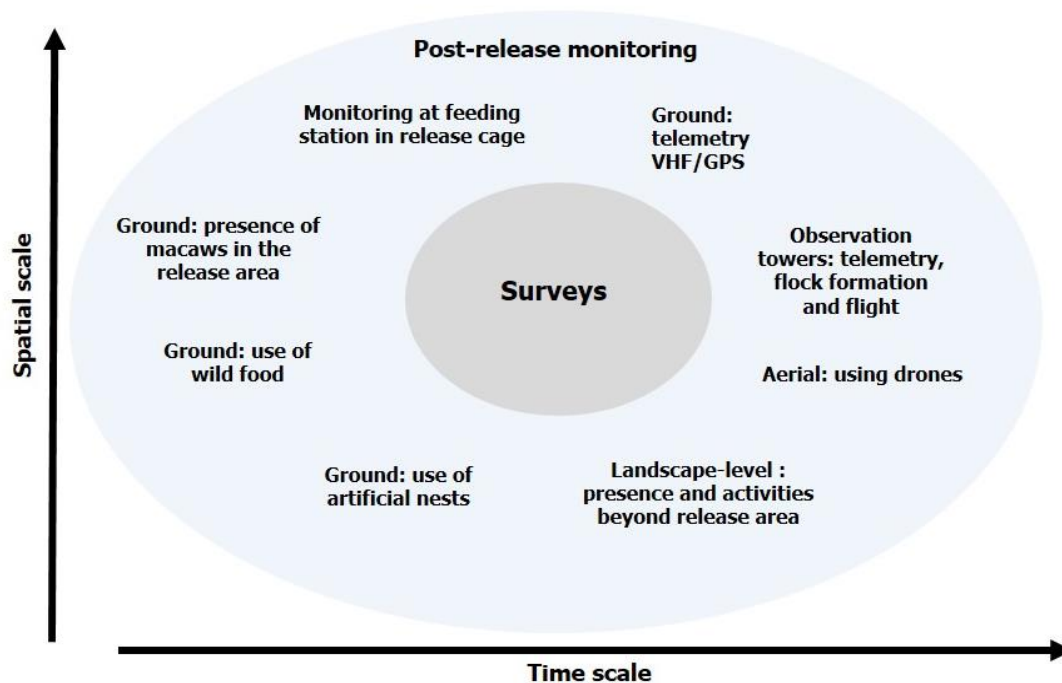 Post-release monitoring
Monitoring at feeding
station in release cage
Ground:
telemetry
VHF/GPS
Ground: presence of
macaws in the
release area
Surveys
Observation
towers: telemetry,
flock formation
and flight
Ground: use of
wild food
Aerial: using drones
Ground: use of
artificial nests
Landscape-level :
presence and activities
beyond release area
Spatial scale
Time scale